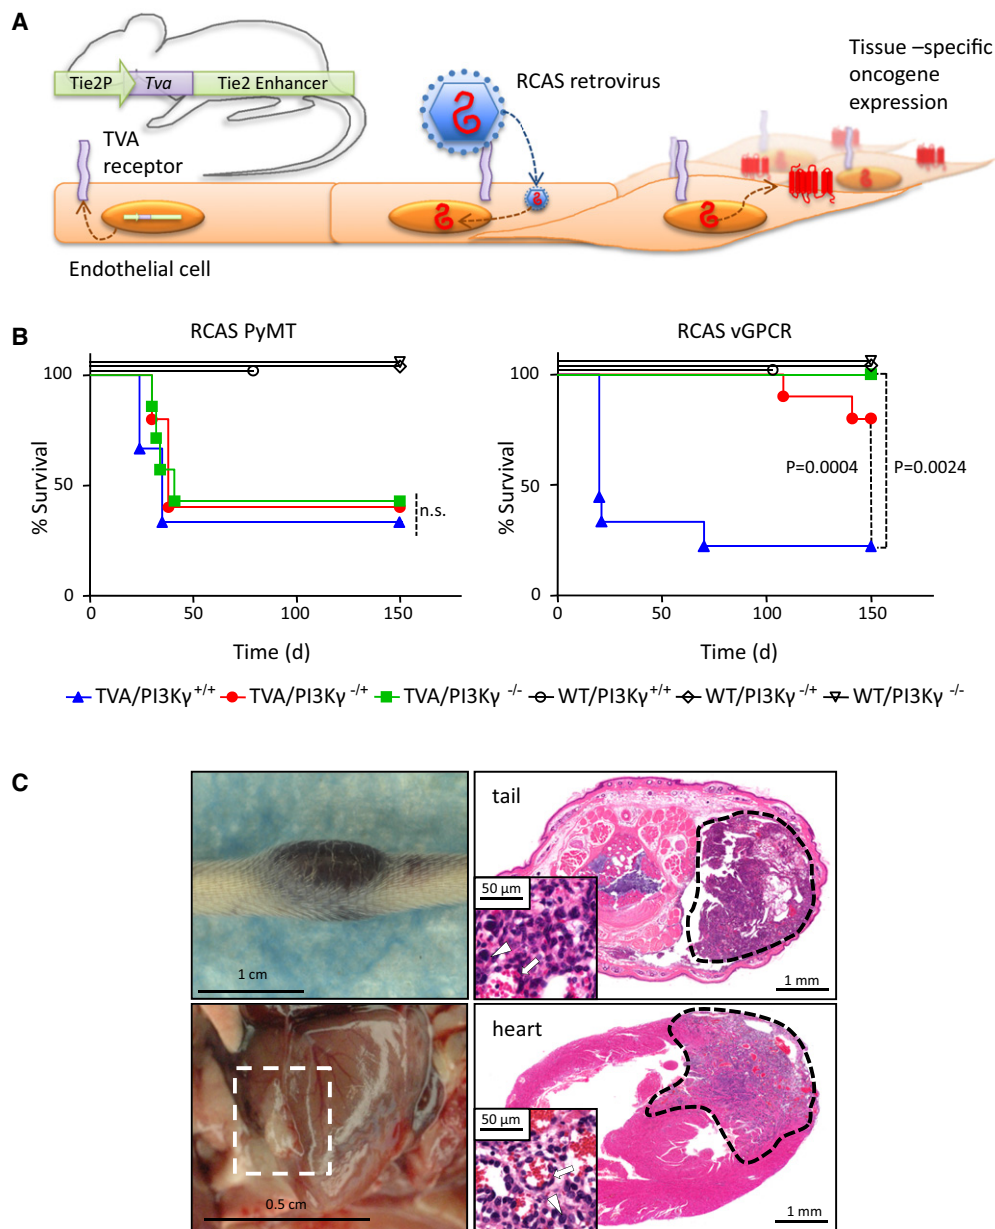 A
Tie2P
Tva
Tie2 Enhancer
TVA
receptor
RCAS retrovirus
Tissue –specific
oncogene
expression
Endothelial cell
B
RCAS PyMT
% Survival
100
50
0
0 50 100 150
Time (d)
n.s.
RCAS vGPCR
% Survival
100
50
0
0 50 100 150
Time (d)
P=0.0004
P=0.0024
TVA/PI3Kγ +/+ TVA/PI3Kγ -/+ TVA/PI3Kγ -/- WT/PI3Kγ +/+ WT/PI3Kγ -/+ WT/PI3Kγ -/-
C
1 cm
tail
50 µm
1 mm
0.5 cm
heart
50 µm
1 mm